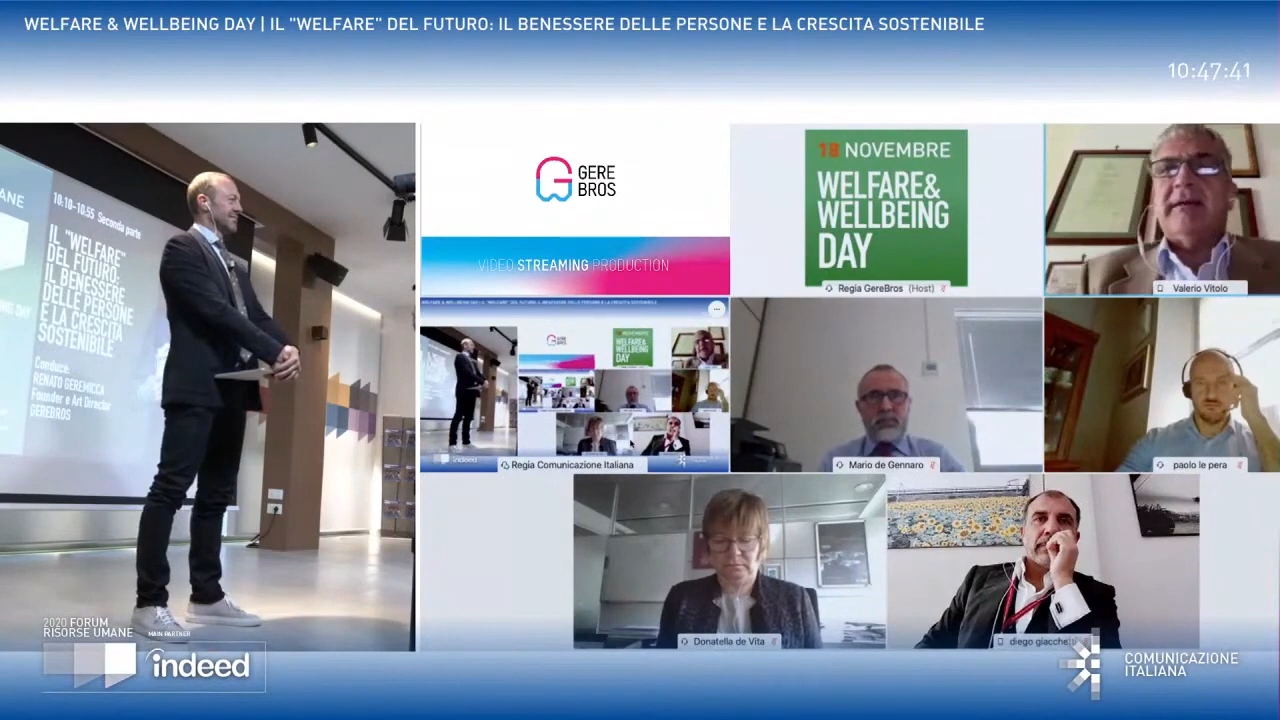 WELFARE & WELLBEING DAY | IL "WELFARE" DEL FUTURO: IL BENESSERE DELLE PERSONE E LA CRESCITA SOSTENIBILE
10:47:41
10:10-10:55 Seconda parte
IL "WELFARE"
DEL FUTURO:
IL BENESSERE
DELLE PERSONE
E LA CRESCITA
SOSTENIBILE
Conduce:
RENATO GEREMICCA
Founder e Art Director
GEREBROS
GERE
BROS
VIDEO STREAMING PRODUCTION
18 NOVEMBRE
WELFARE&
WELLBEING
DAY
Regia GereBros (Host)
Valerio Vitolo
Regia Comunicazione Italiana
Mario de Gennaro
paolo le pera
Donatella de Vita
diego giacchetti
2020 FORUM
RISORSE UMANE
MAIN PARTNER
indeed
COMUNICAZIONE
ITALIANA